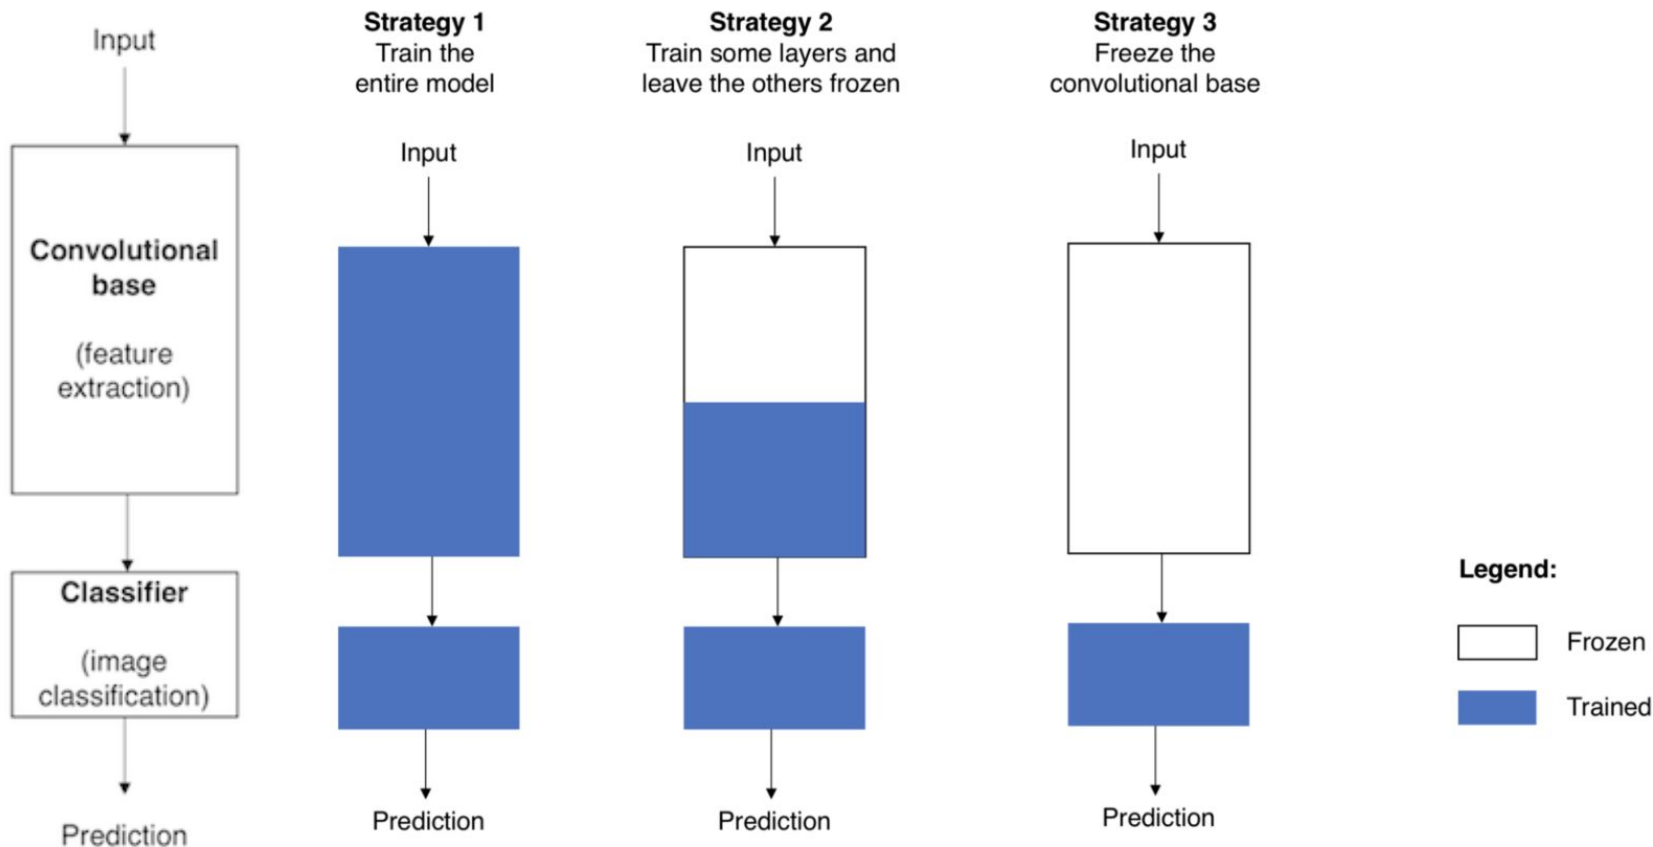 Input
Convolutional
base
(feature
extraction)
Classifier
(image
classification)
Prediction
Strategy 1
Train the
entire model
Input
Prediction
Strategy 2
Train some layers and
leave the others frozen
Input
Prediction
Strategy 3
Freeze the
convolutional base
Input
Prediction
Legend:
Frozen
Trained